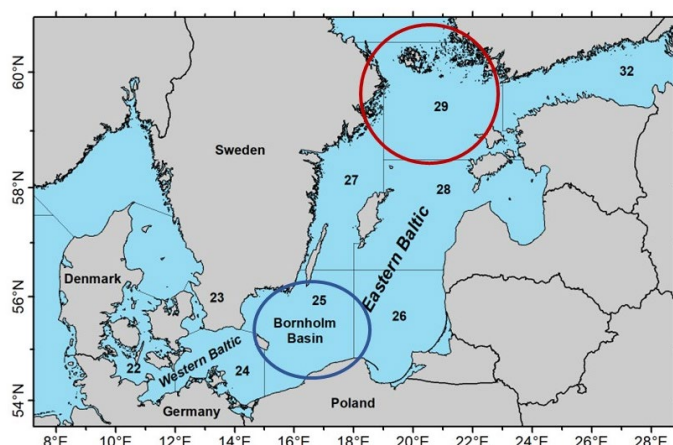 60°N
58°N
56°N
54°N
32
29
Sweden
27
28
Eastern Baltic
Denmark
23
25
26
Bornholm
Basin
22
Western Baltic
24
Germany
Poland
8°E
10°E
12°E
14°E
16°E
18°E
20°E
22°E
24°E
26°E
28°E